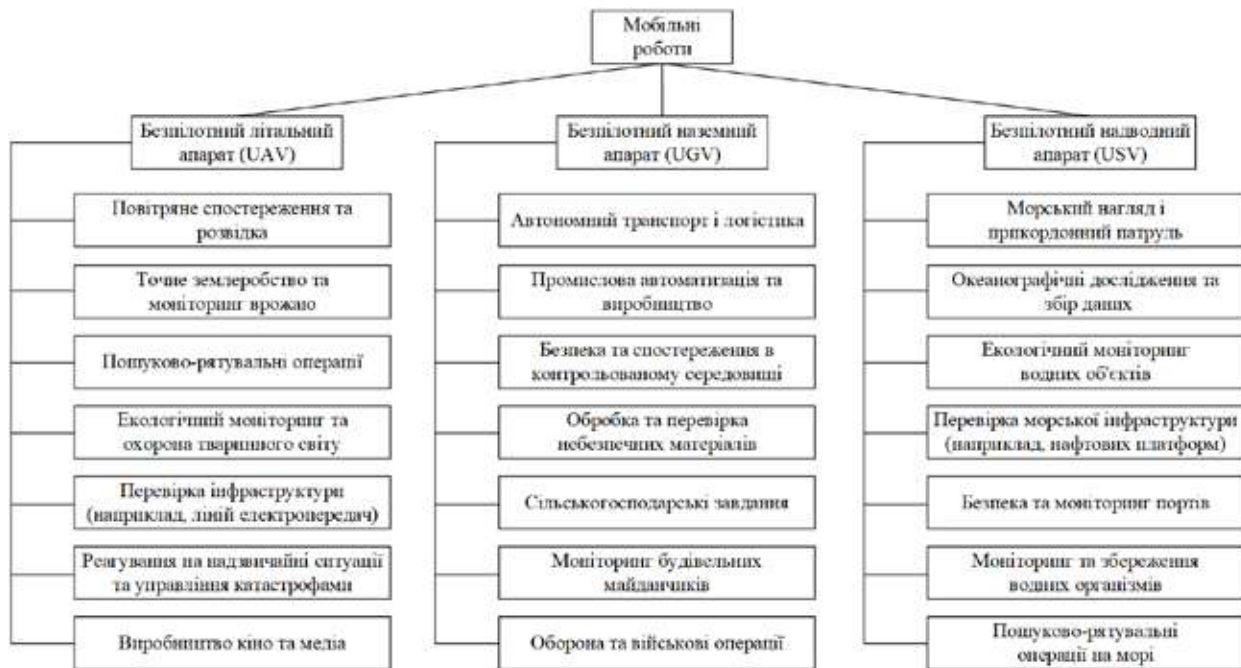 Мобільні
роботи
Безпілотний літальний
апарат (UAV)
Безпілотний наземний
апарат (UGV)
Безпілотний надводний
апарат (USV)
Повітряне спостереження та
розвідка
Точне землеробство та
моніторинг врожаю
Пошуково-рятувальні операції
Екологічний моніторинг та
охорона тваринного світу
Перевірка інфраструктури
(наприклад, ліній електропередач)
Реагування на надзвичайні ситуації
та управління катастрофами
Виробництво кіно та медіа
Автономний транспорт і логістика
Промислова автоматизація та
виробництво
Безпека та спостереження в
контрольованому середовищі
Обробка та перевірка
небезпечних матеріалів
Сільськогосподарські завдання
Моніторинг будівельних
майданчиків
Оборона та військові операції
Морський нагляд і
прикордонний патруль
Океанографічні дослідження та
збір даних
Екологічний моніторинг
водних об'єктів
Перевірка морської інфраструктури
(наприклад, нафтових платформ)
Безпека та моніторинг портів
Моніторинг та збереження
водних організмів
Пошуково-рятувальні
операції на морі